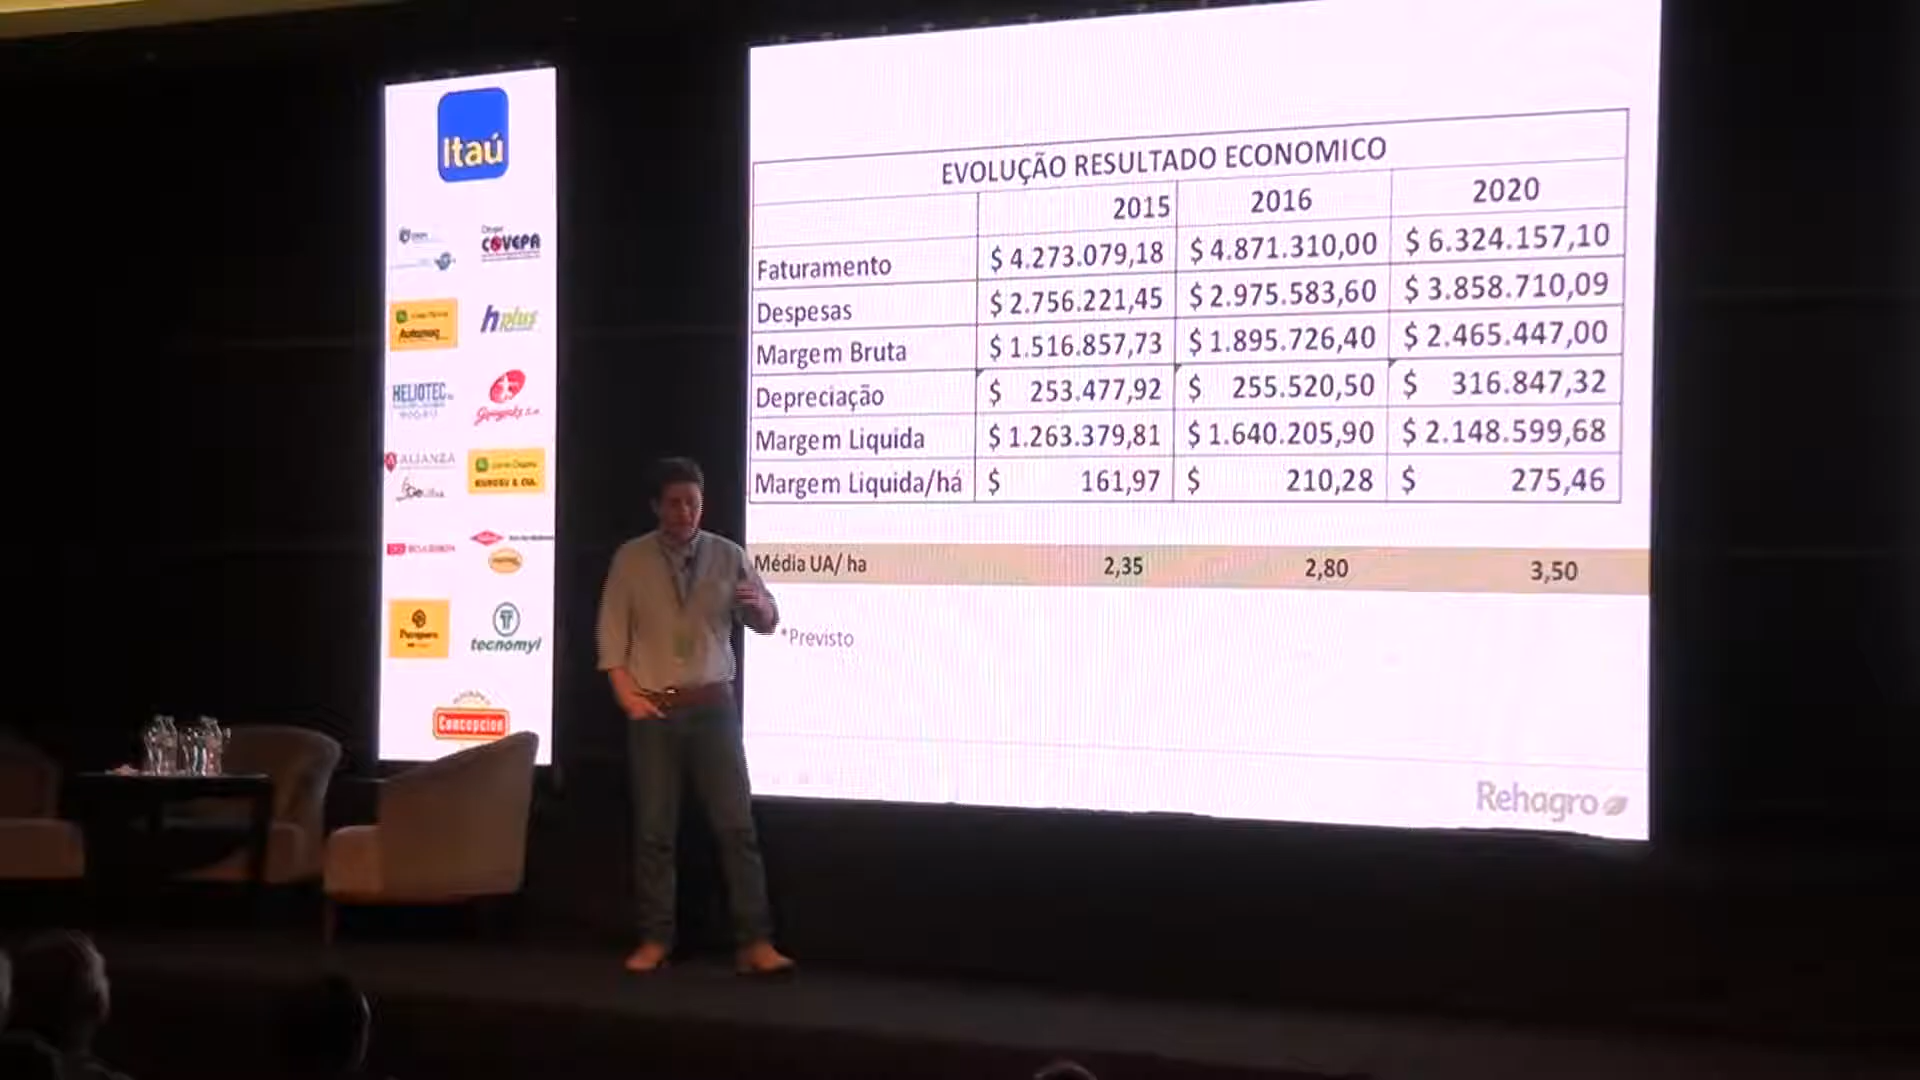 Itaú
Grupo
COVEPA
Automaq
hplus
HELIOTEC
ALIANZA
KUROSU & CIA.
tecnomyl
Concepcion
EVOLUÇÃO RESULTADO ECONOMICO
2015 2016 2020
Faturamento $ 4.273.079,18 $ 4.871.310,00 $ 6.324.157,10
Despesas $ 2.756.221,45 $ 2.975.583,60 $ 3.858.710,09
Margem Bruta $ 1.516.857,73 $ 1.895.726,40 $ 2.465.447,00
Depreciação $ 253.477,92 $ 255.520,50 $ 316.847,32
Margem Liquida $ 1.263.379,81 $ 1.640.205,90 $ 2.148.599,68
Margem Liquida/há $ 161,97 $ 210,28 $ 275,46
Média UA/ ha 2,35 2,80 3,50
*Previsto
Rehagro